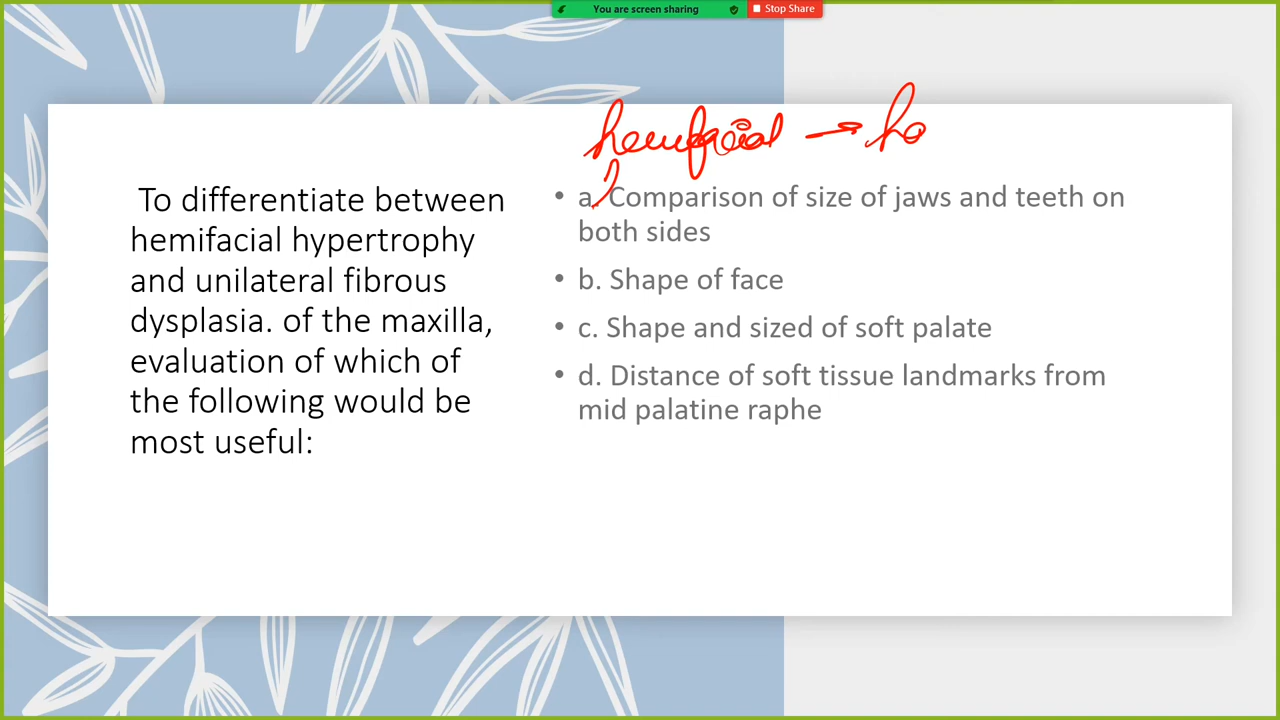 You are screen sharing
Stop Share
hemifacial → ho
To differentiate between
hemifacial hypertrophy
and unilateral fibrous
dysplasia. of the maxilla,
evaluation of which of
the following would be
most useful:
• a. Comparison of size of jaws and teeth on
both sides
• b. Shape of face
• c. Shape and sized of soft palate
• d. Distance of soft tissue landmarks from
mid palatine raphe